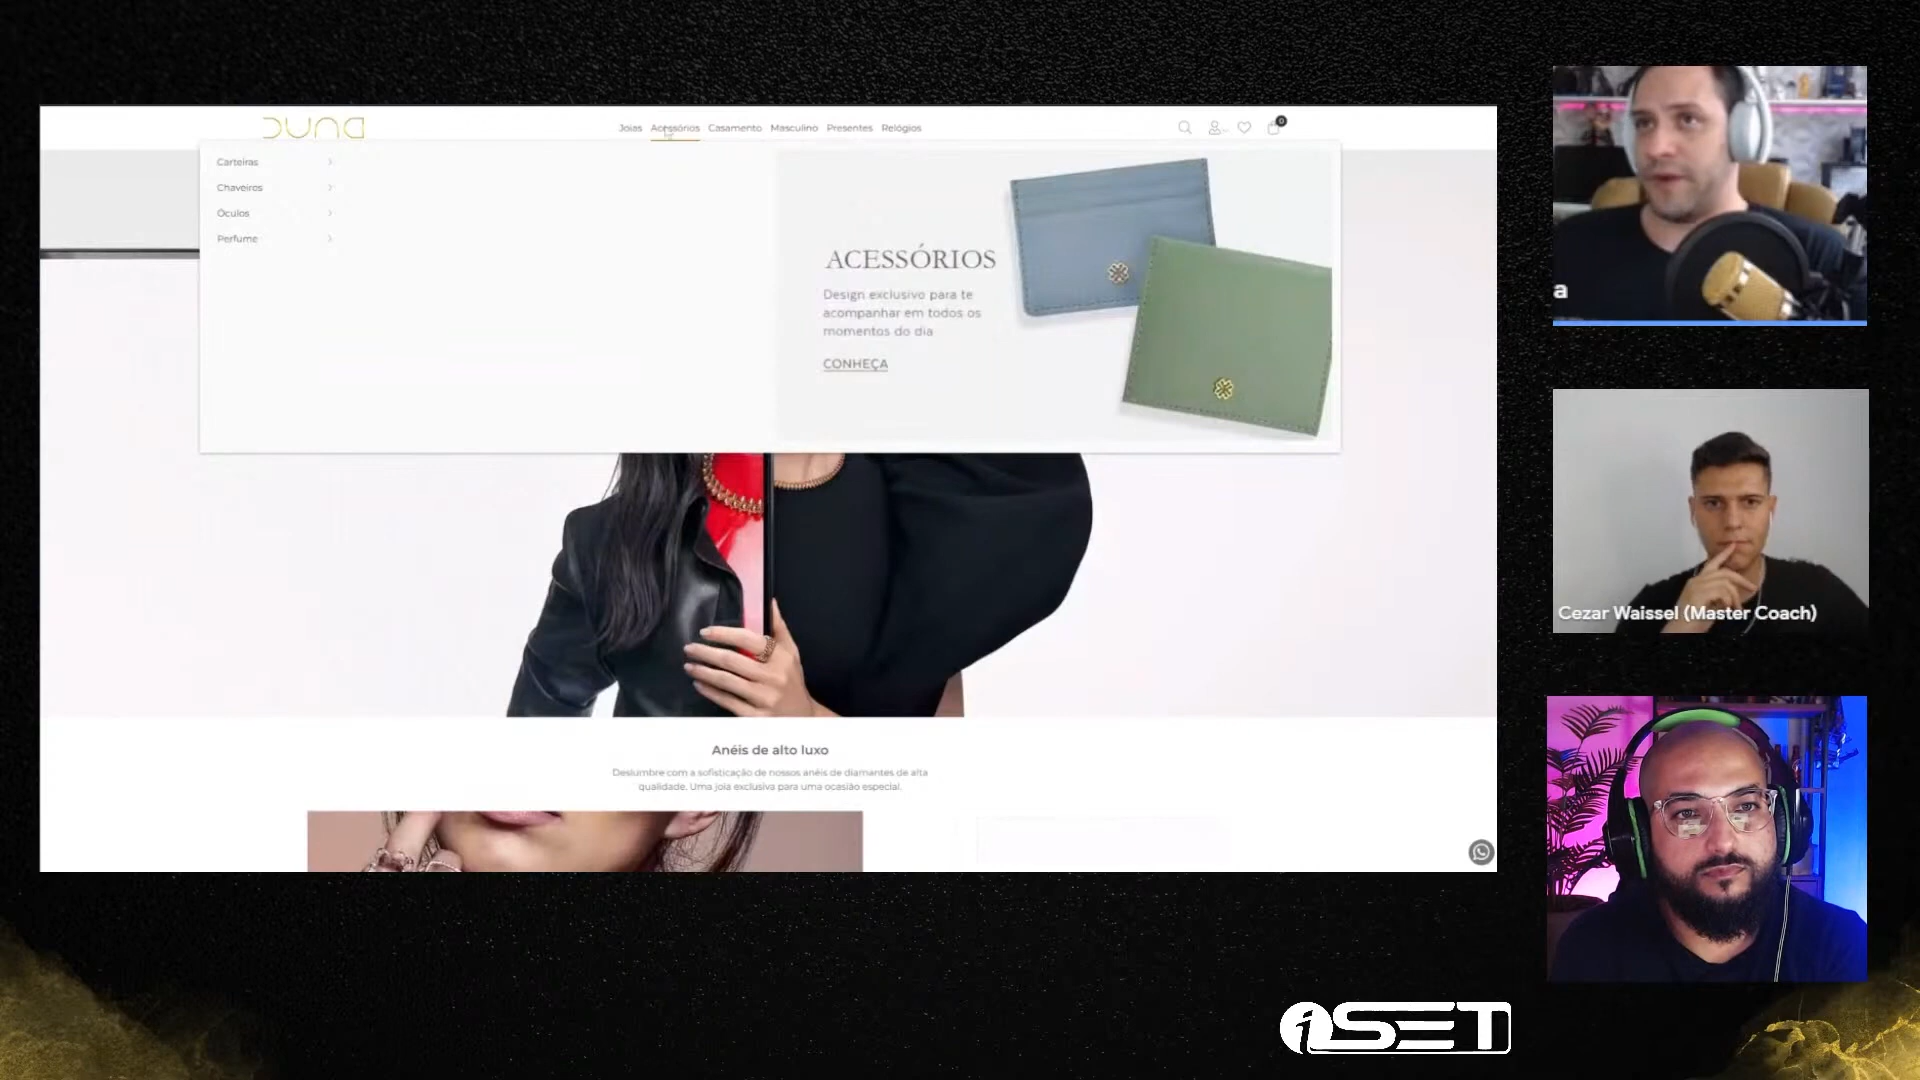 DUNA
Joias Acessórios Casamento Masculino Presentes Relógios
0
Carteiras
Chaveiros
Óculos
Perfume
ACESSÓRIOS
Design exclusivo para te
acompanhar em todos os
momentos do dia
CONHEÇA
Anéis de alto luxo
Deslumbre com a sofisticação de nossos anéis de diamantes de alta
qualidade. Uma joia exclusiva para uma ocasião especial.
a
Cezar Waissel (Master Coach)
iSET